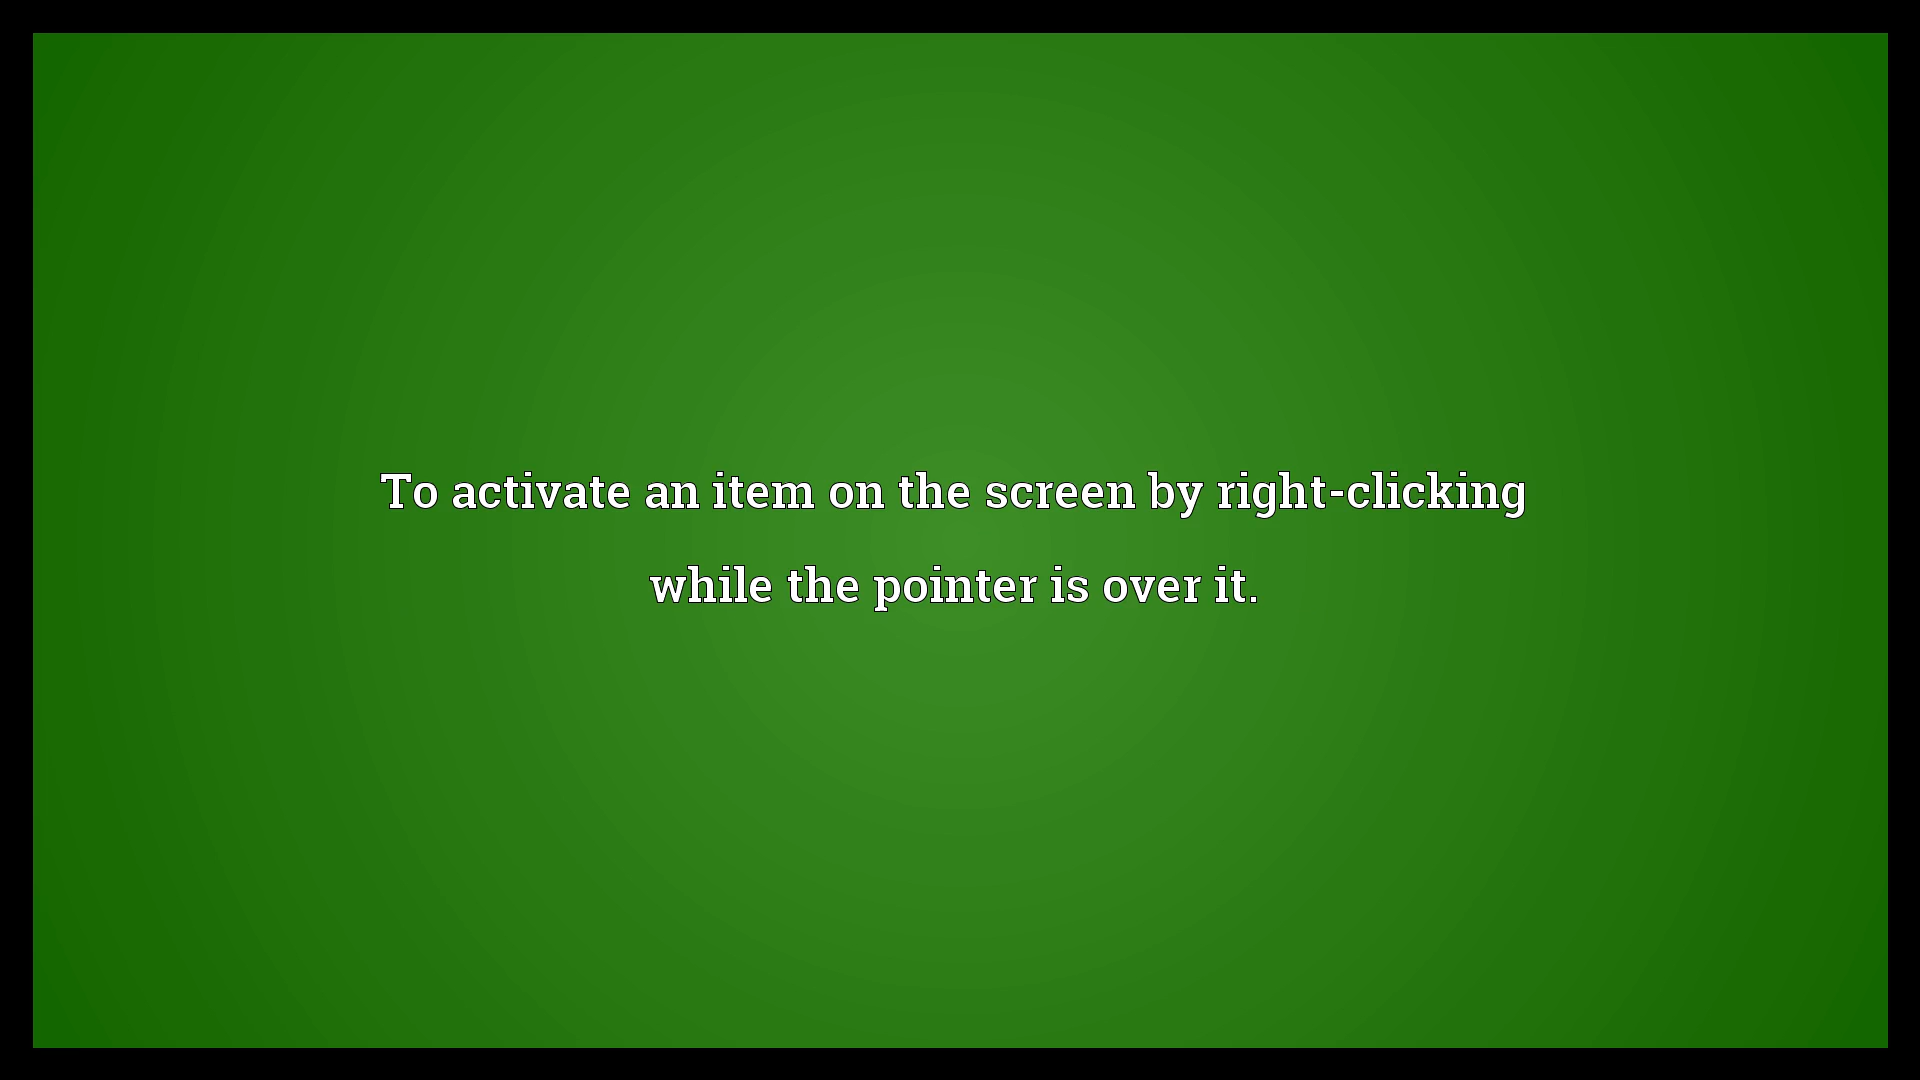 To activate an item on the screen by right-clicking
while the pointer is over it.